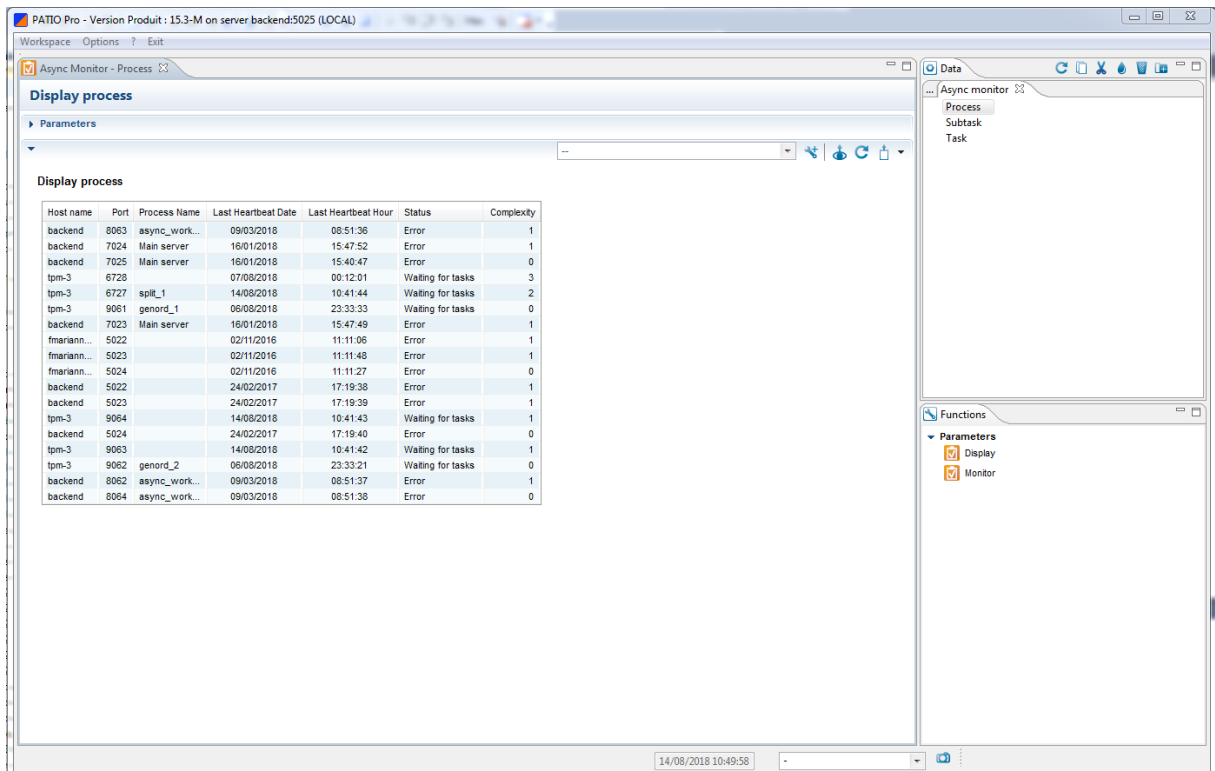 PATIO Pro - Version Produit : 15.3-M on server backend:5025 (LOCAL)
Workspace Options ? Exit
Async Monitor - Process
Display process
Parameters
--
Display process
Host name Port Process Name Last Heartbeat Date Last Heartbeat Hour Status Complexity
backend 8063 async_work... 09/03/2018 08:51:36 Error 1
backend 7024 Main server 16/01/2018 15:47:52 Error 1
backend 7025 Main server 16/01/2018 15:40:47 Error 0
tpm-3 6728 07/08/2018 00:12:01 Waiting for tasks 3
tpm-3 6727 split_1 14/08/2018 10:41:44 Waiting for tasks 2
tpm-3 9061 genord_1 06/08/2018 23:33:33 Waiting for tasks 0
backend 7023 Main server 16/01/2018 15:47:49 Error 1
fmariann... 5022 02/11/2016 11:11:06 Error 1
fmariann... 5023 02/11/2016 11:11:48 Error 1
fmariann... 5024 02/11/2016 11:11:27 Error 0
backend 5022 24/02/2017 17:19:38 Error 1
backend 5023 24/02/2017 17:19:39 Error 1
tpm-3 9064 14/08/2018 10:41:43 Waiting for tasks 1
backend 5024 24/02/2017 17:19:40 Error 0
tpm-3 9063 14/08/2018 10:41:42 Waiting for tasks 1
tpm-3 9062 genord_2 06/08/2018 23:33:21 Waiting for tasks 0
backend 8062 async_work... 09/03/2018 08:51:37 Error 1
backend 8064 async_work... 09/03/2018 08:51:38 Error 0
Data
... Async monitor
Process
Subtask
Task
Functions
Parameters
Display
Monitor
14/08/2018 10:49:58 -